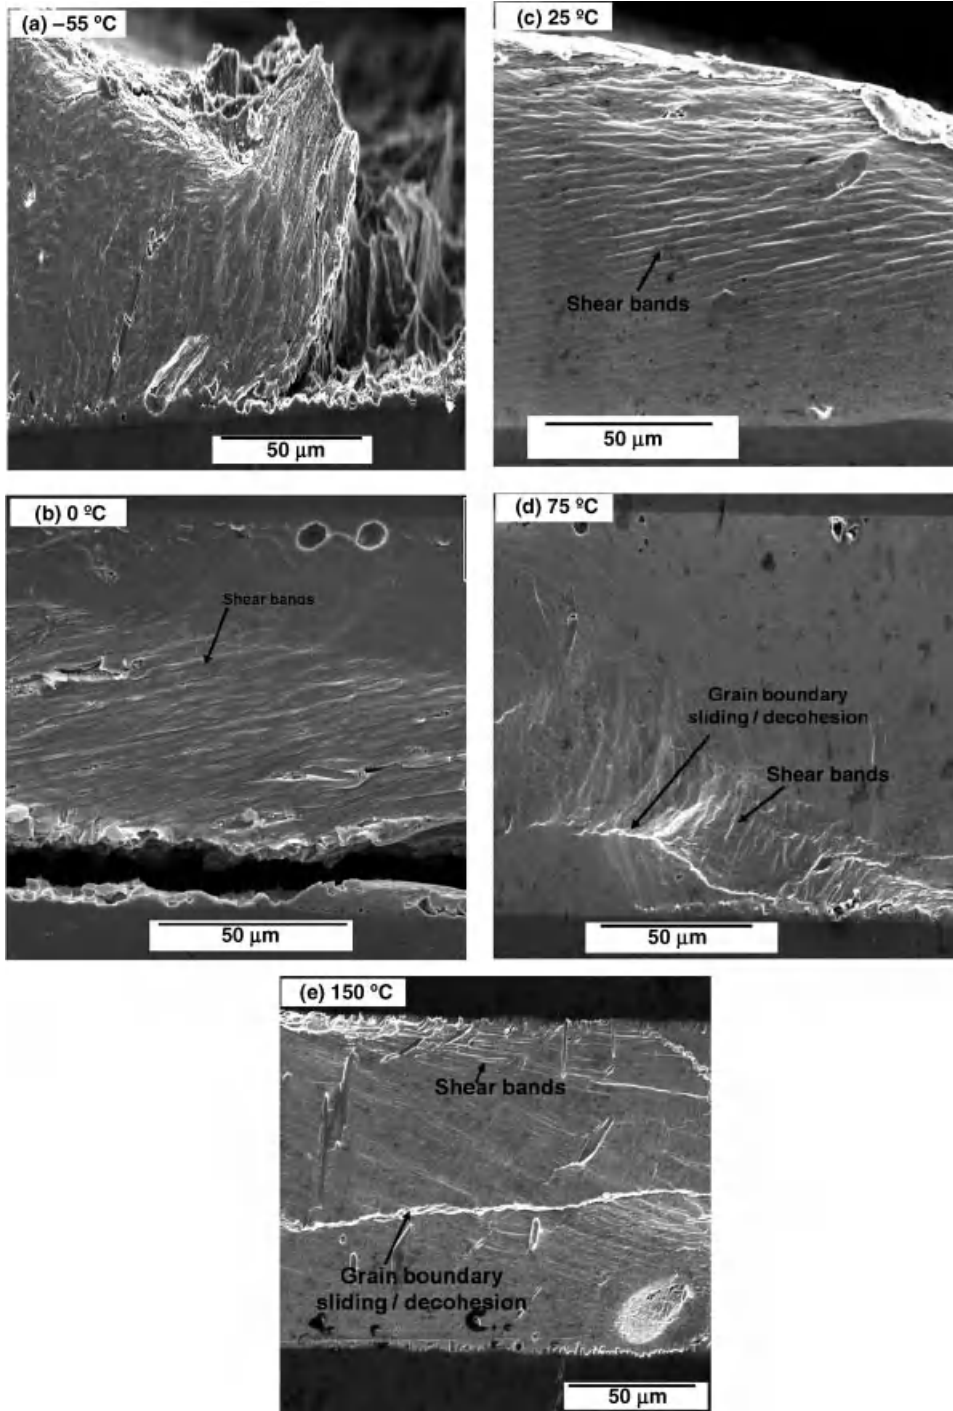 (a) –55 ºC
50 µm
(b) 0 ºC
Shear bands
50 µm
(c) 25 ºC
Shear bands
50 µm
(d) 75 ºC
Grain boundary
sliding / decohesion
Shear bands
50 µm
(e) 150 ºC
Shear bands
Grain boundary
sliding / decohesion
50 µm